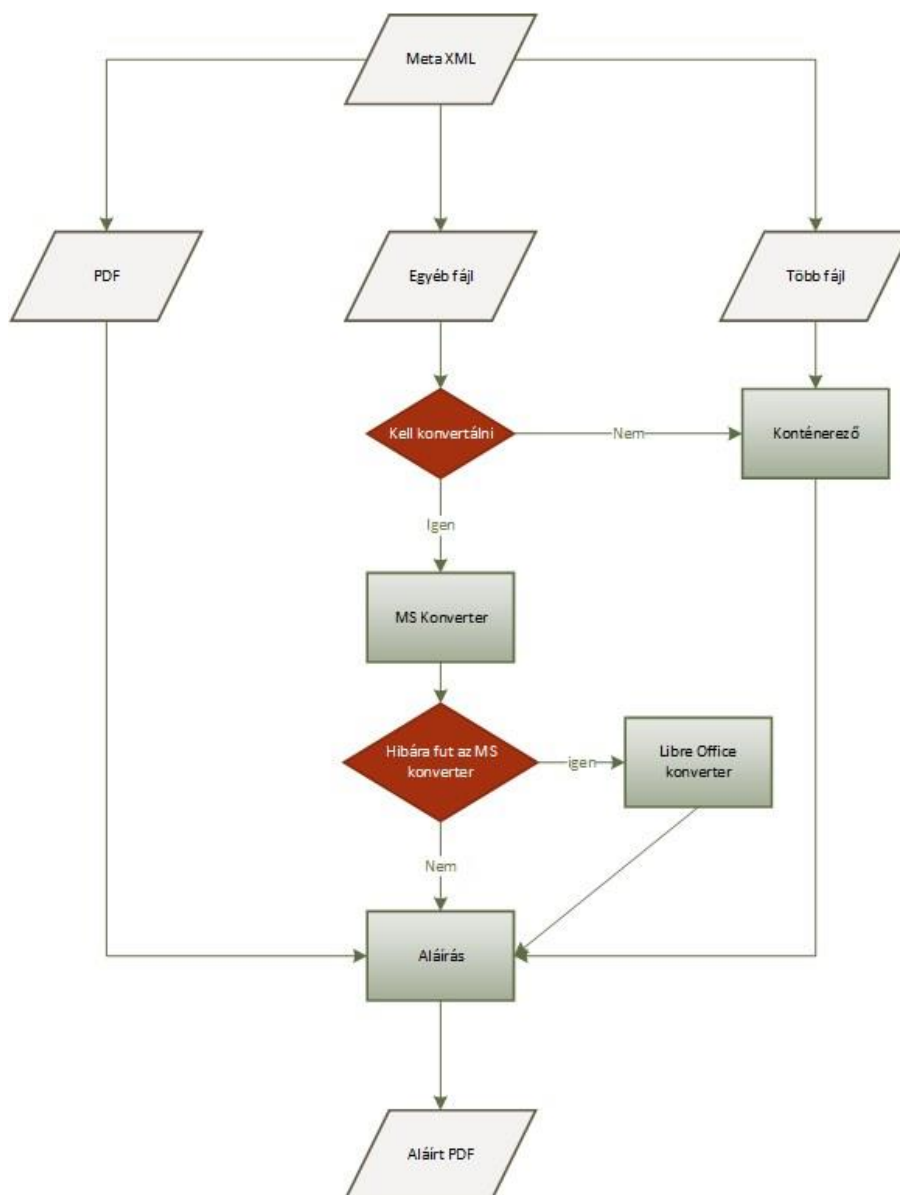 Meta XML
PDF
Egyéb fájl
Több fájl
Kell konvertálni
Nem
Konténerező
Igen
MS Konverter
Hibára fut az MS
konverter
igen
Libre Office
konverter
Nem
Aláírás
Aláírt PDF